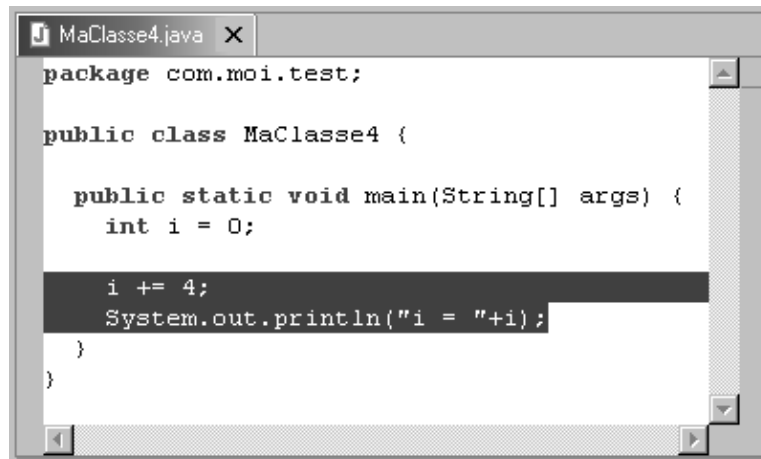 MaClasse4.java
package com.moi.test;
public class MaClasse4 {
public static void main(String[] args) {
int i = 0;
i += 4;
System.out.println("i = "+i);
}
}